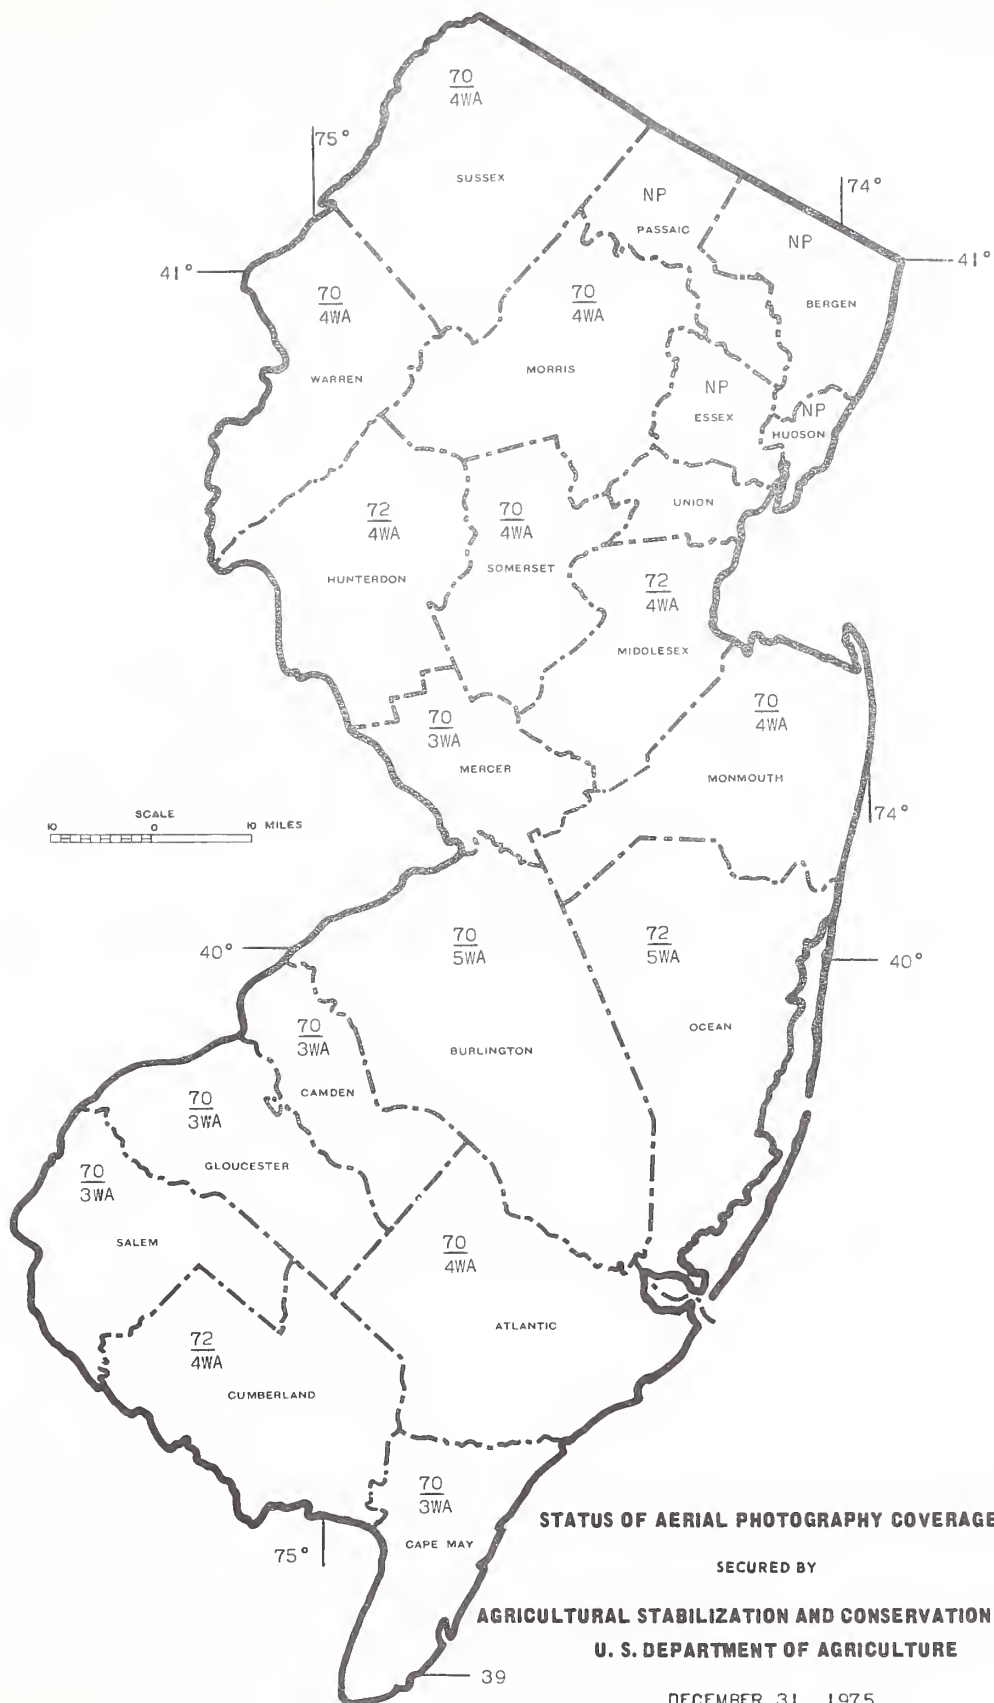 70
4WA
75°
SUSSEX
NP
PASSAIC
74°
NP
41°
41°
70
4WA
70
4WA
BERGEN
WARREN
MORRIS
NP
ESSEX
NP
HUDSON
72
4WA
70
4WA
UNION
HUNTERDON
SOMERSET
72
4WA
MIDDLESEX
70
3WA
70
4WA
MERCER
MONMOUTH
SCALE
10 0 10 MILES
74°
70
5WA
72
5WA
40°
40°
70
3WA
OCEAN
BURLINGTON
CAMDEN
70
3WA
GLOUCESTER
70
3WA
SALEM
70
4WA
ATLANTIC
72
4WA
CUMBERLAND
70
3WA
CAPE MAY
75°
39
STATUS OF AERIAL PHOTOGRAPHY COVERAGE
SECURED BY
AGRICULTURAL STABILIZATION AND CONSERVATION
U. S. DEPARTMENT OF AGRICULTURE
DECEMBER 31, 1975